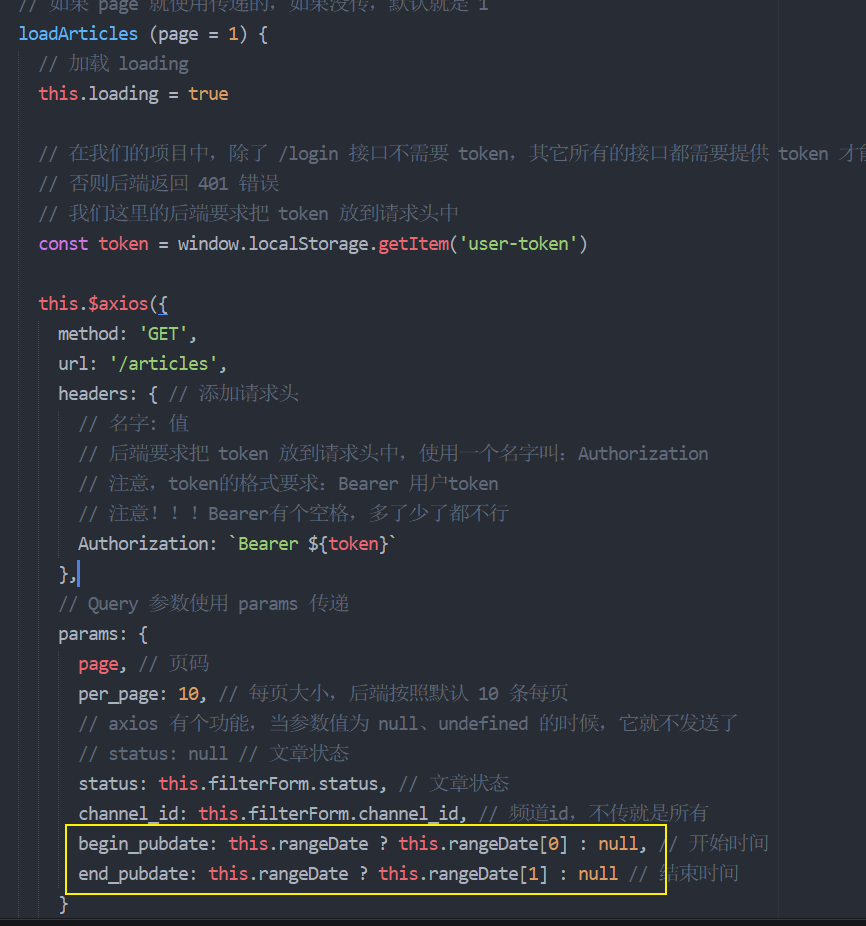 // 如果 page 就使用传递的，如果没传，默认就是 1
loadArticles (page = 1) {
// 加载 loading
this.loading = true
// 在我们的项目中，除了 /login 接口不需要 token，其它所有的接口都需要提供 token 才能
// 否则后端返回 401 错误
// 我们这里的后端要求把 token 放到请求头中
const token = window.localStorage.getItem('user-token')
this.$axios({
method: 'GET',
url: '/articles',
headers: { // 添加请求头
// 名字: 值
// 后端要求把 token 放到请求头中，使用一个名字叫：Authorization
// 注意，token的格式要求：Bearer 用户token
// 注意！！！Bearer有个空格，多了少了都不行
Authorization: `Bearer ${token}`
},
// Query 参数使用 params 传递
params: {
page, // 页码
per_page: 10, // 每页大小，后端按照默认 10 条每页
// axios 有个功能，当参数值为 null、undefined 的时候，它就不发送了
// status: null // 文章状态
status: this.filterForm.status, // 文章状态
channel_id: this.filterForm.channel_id, // 频道id，不传就是所有
begin_pubdate: this.rangeDate ? this.rangeDate[0] : null, // 开始时间
end_pubdate: this.rangeDate ? this.rangeDate[1] : null // 结束时间
}